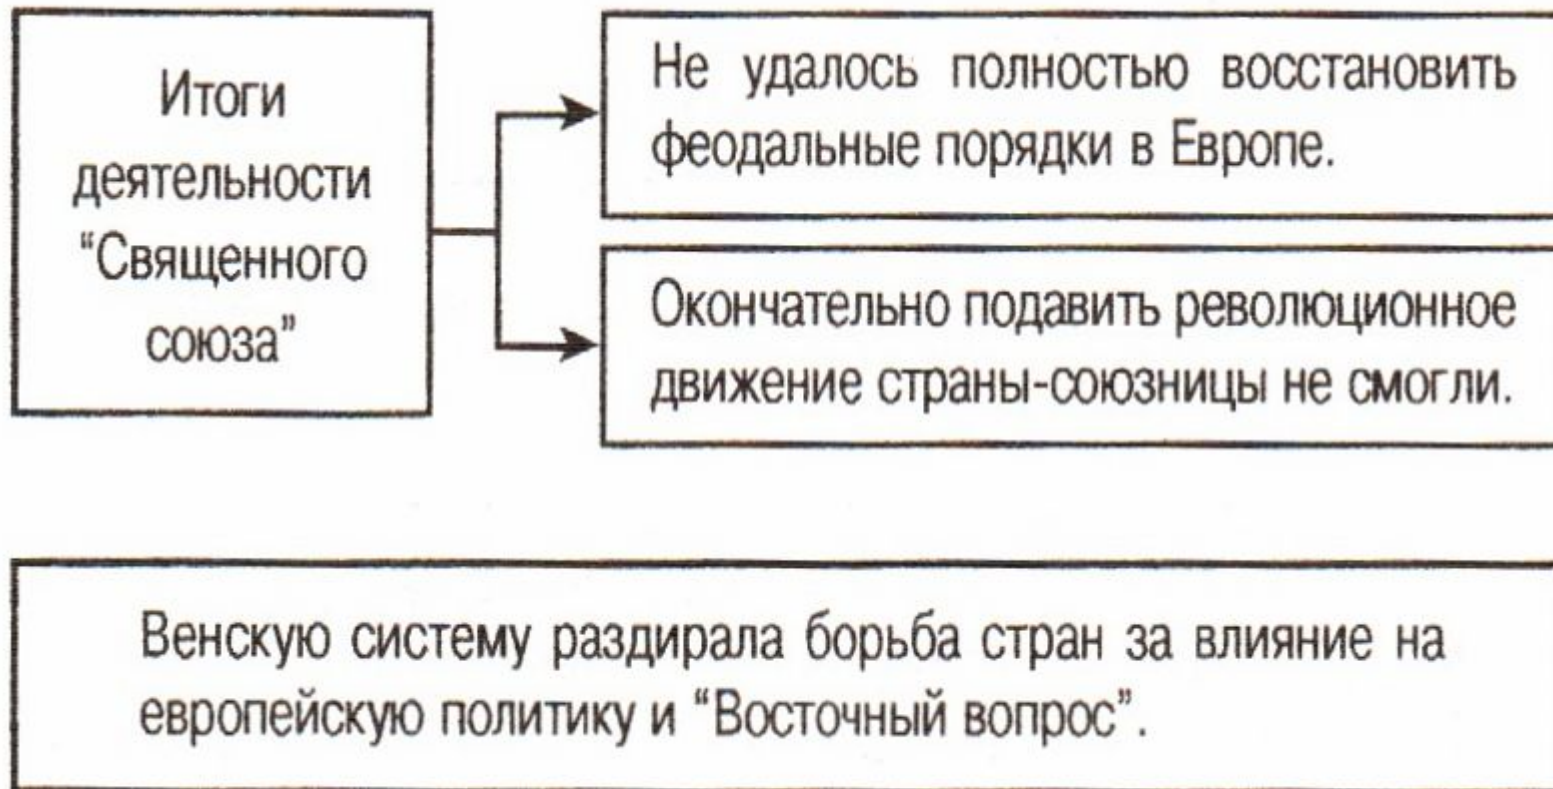 Итоги
деятельности
“Священного
союза”
Не удалось полностью восстановить
феодальные порядки в Европе.
Окончательно подавить революционное
движение страны-союзницы не смогли.
Венскую систему раздирала борьба стран за влияние на
европейскую политику и “Восточный вопрос”.